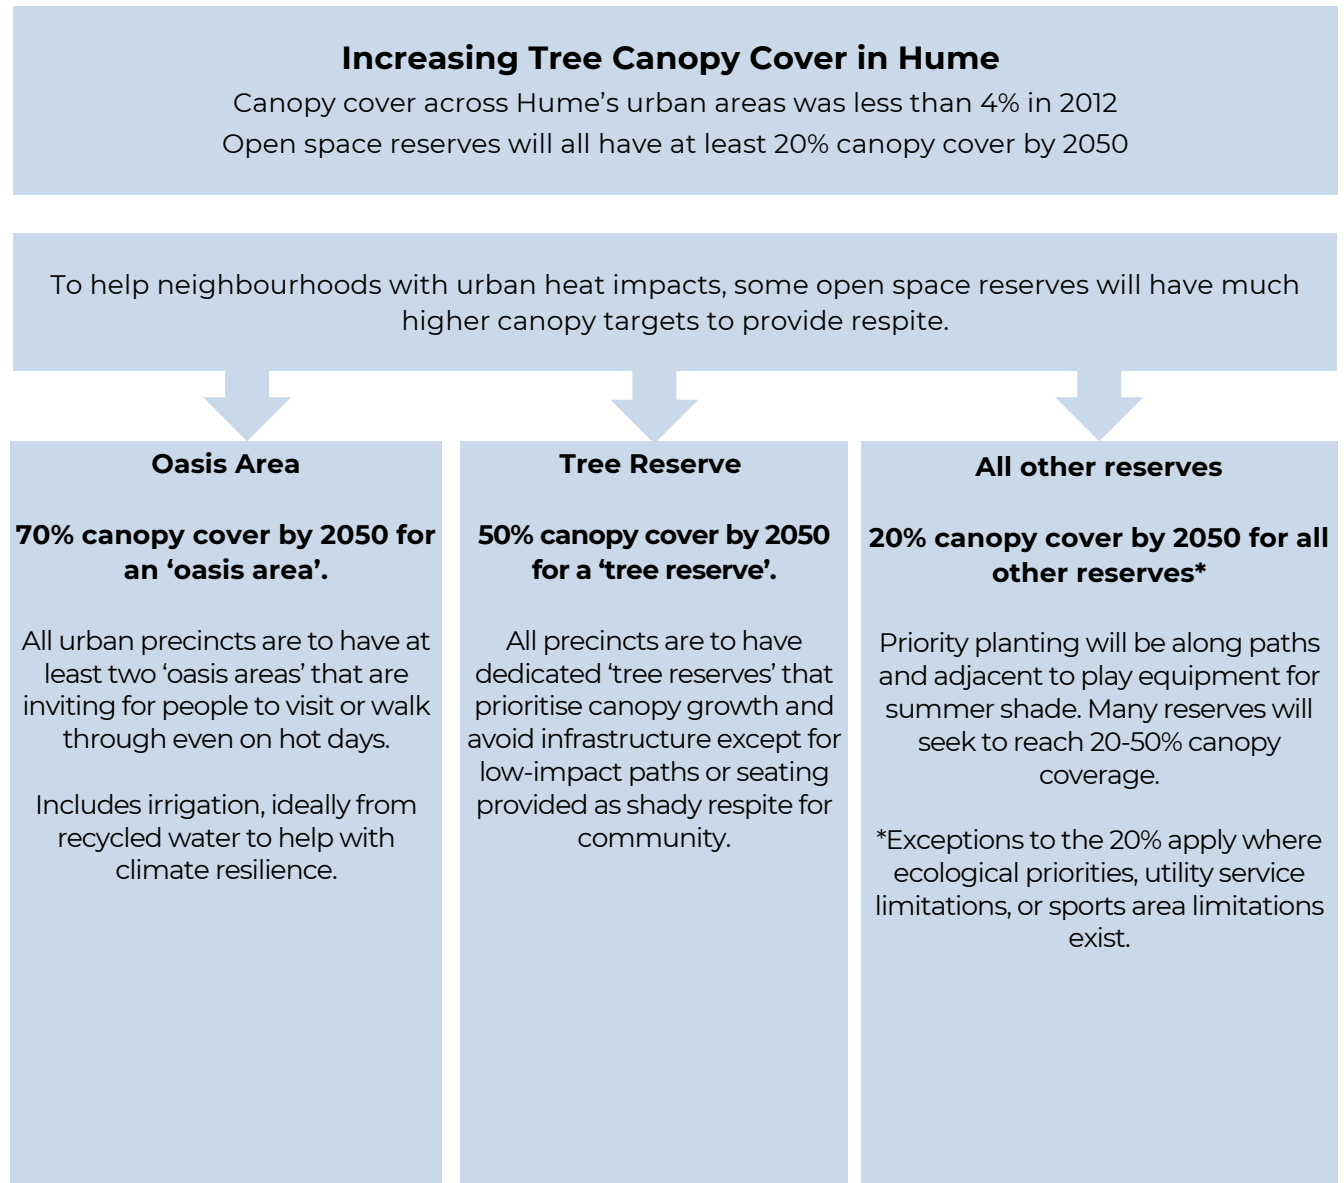 Increasing Tree Canopy Cover in Hume
Canopy cover across Hume’s urban areas was less than 4% in 2012
Open space reserves will all have at least 20% canopy cover by 2050
To help neighbourhoods with urban heat impacts, some open space reserves will have much
higher canopy targets to provide respite.
Oasis Area
70% canopy cover by 2050 for
an ‘oasis area’.
All urban precincts are to have at
least two ‘oasis areas’ that are
inviting for people to visit or walk
through even on hot days.
Includes irrigation, ideally from
recycled water to help with
climate resilience.
Tree Reserve
50% canopy cover by 2050
for a ‘tree reserve’.
All precincts are to have
dedicated ‘tree reserves’ that
prioritise canopy growth and
avoid infrastructure except for
low-impact paths or seating
provided as shady respite for
community.
All other reserves
20% canopy cover by 2050 for all
other reserves*
Priority planting will be along paths
and adjacent to play equipment for
summer shade. Many reserves will
seek to reach 20-50% canopy
coverage.
*Exceptions to the 20% apply where
ecological priorities, utility service
limitations, or sports area limitations
exist.